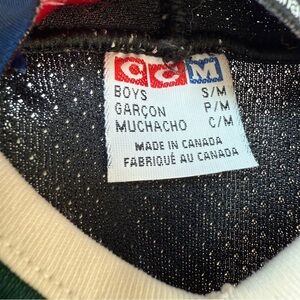 CCM
BOYS S/M
GARÇON P/M
MUCHACHO C/M
MADE IN CANADA
FABRIQUÉ AU CANADA